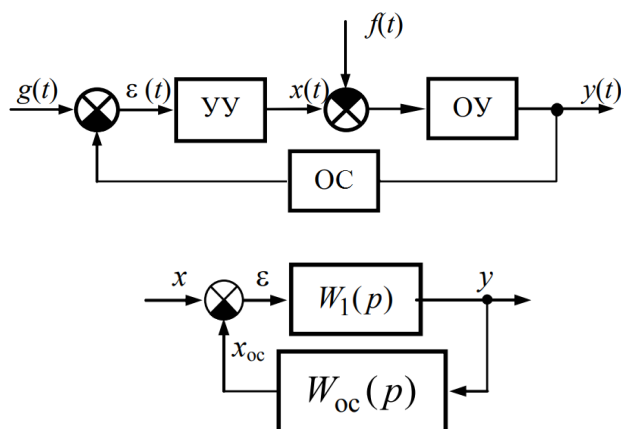 f(t)
g(t) ε(t) УУ x(t) ОУ y(t)
ОС
x ε W₁(p) y
xос
Wос(p)